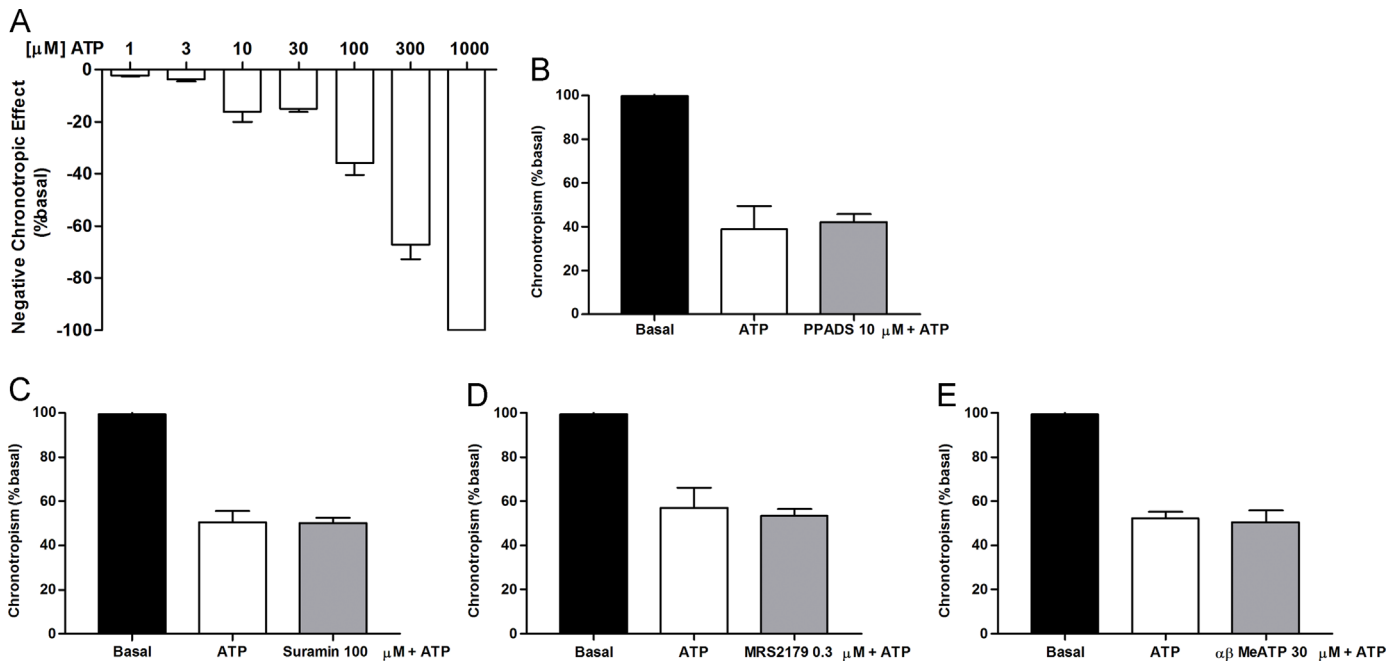 A
[μM] ATP 1 3 10 30 100 300 1000
Negative Chronotropic Effect
(%basal)
0
-20
-40
-60
-80
-100
B
Chronotropism (%basal)
100
80
60
40
20
0
Basal ATP PPADS 10 μM + ATP
C
Chronotropism (%basal)
100
80
60
40
20
0
Basal ATP Suramin 100 μM + ATP
D
Chronotropism (%basal)
100
80
60
40
20
0
Basal ATP MRS2179 0.3 μM + ATP
E
Chronotropism (%basal)
100
80
60
40
20
0
Basal ATP αβ MeATP 30 μM + ATP